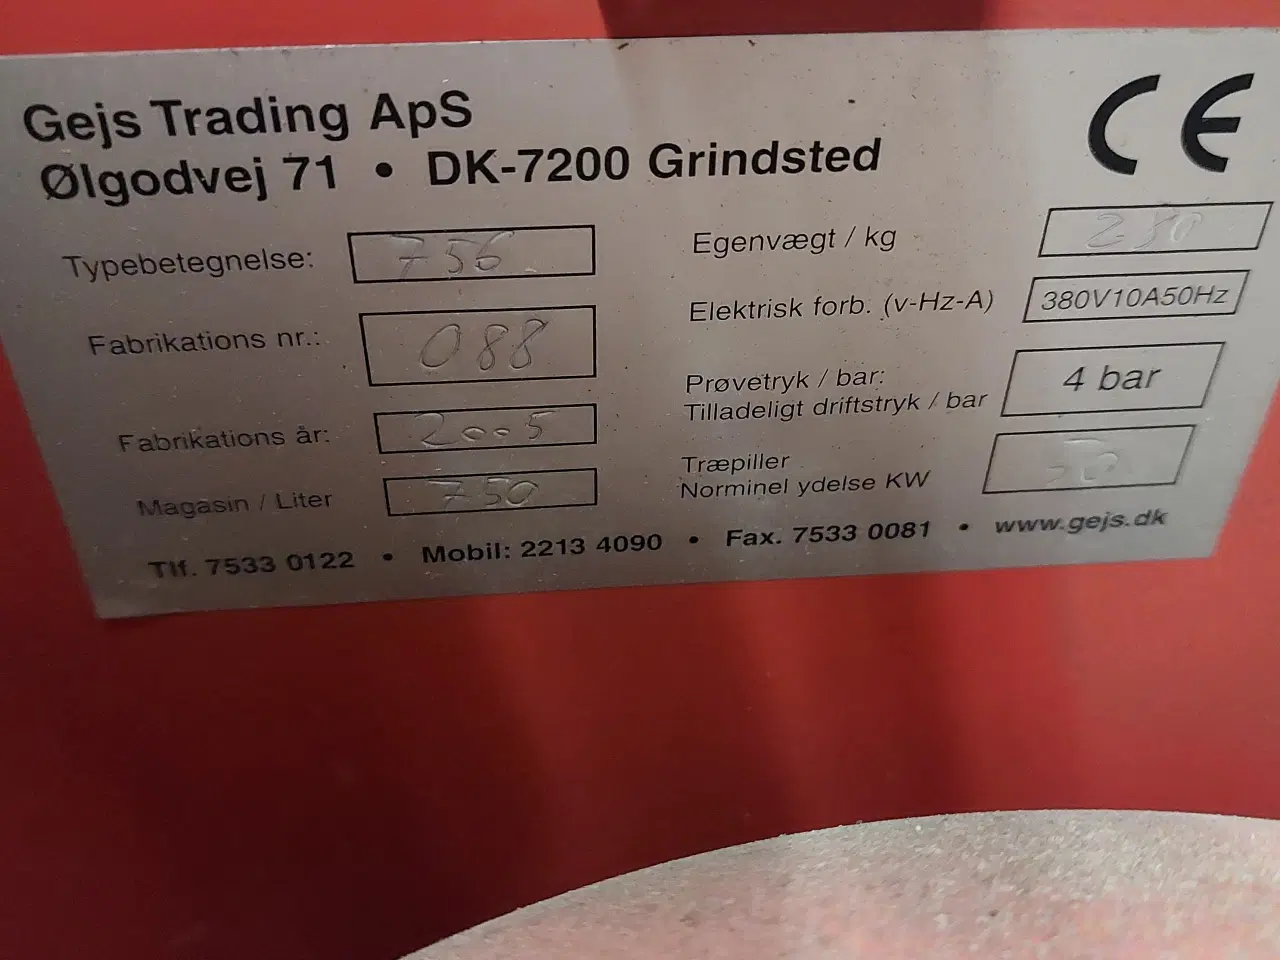 Gejs Trading ApS
Ølgodvej 71 • DK-7200 Grindsted
CE
Typebetegnelse: 756
Fabrikations nr.: 088
Fabrikations år: 2005
Magasin / Liter 750
Egenvægt / kg
Elektrisk forb. (v-Hz-A) 380V10A50Hz
Prøvetryk / bar:
Tilladeligt driftstryk / bar 4 bar
Træpiller
Norminel ydelse KW
Tlf. 7533 0122 • Mobil: 2213 4090 • Fax. 7533 0081 • www.gejs.dk